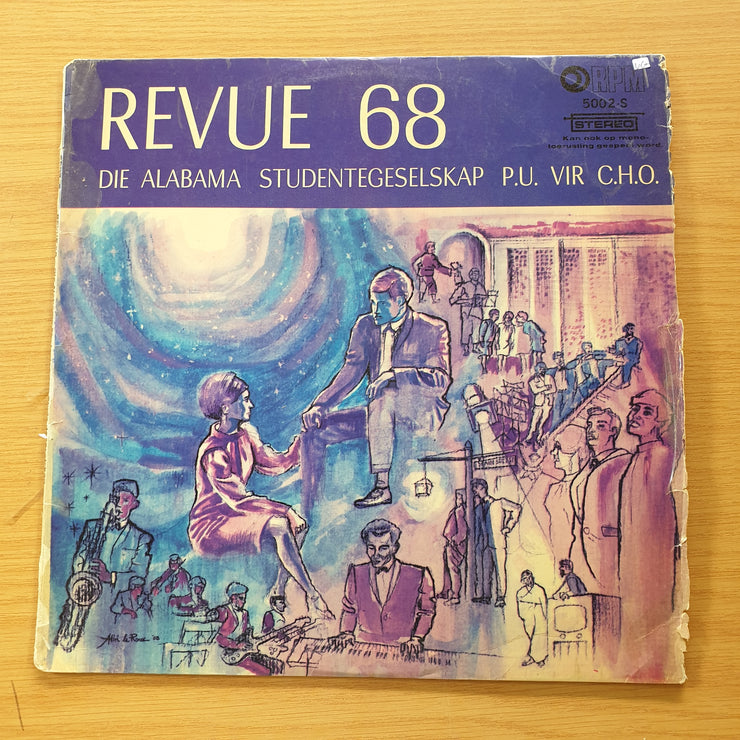 REVUE 68
RPM
5002-S
STEREO
Kan ook op mono-
toerusting gespeel word
DIE ALABAMA STUDENTEGESELSKAP P.U. VIR C.H.O.